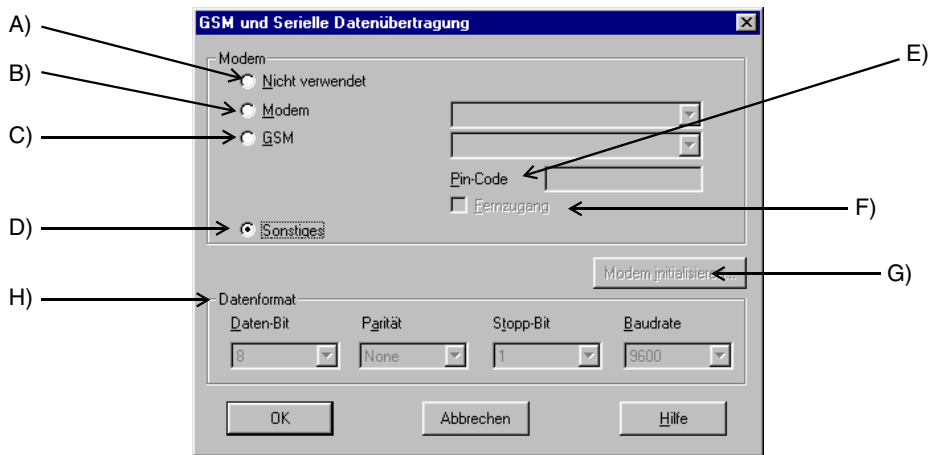 GSM und Serielle Datenübertragung
A)
Modem
E)
Nicht verwendet
B)
Modem
C)
GSM
Pin-Code
Fernzugang
F)
D)
Sonstiges
Modem initialisieren...
G)
H)
Datenformat
Daten-Bit Parität Stopp-Bit Baudrate
8 None 1 9600
OK Abbrechen Hilfe